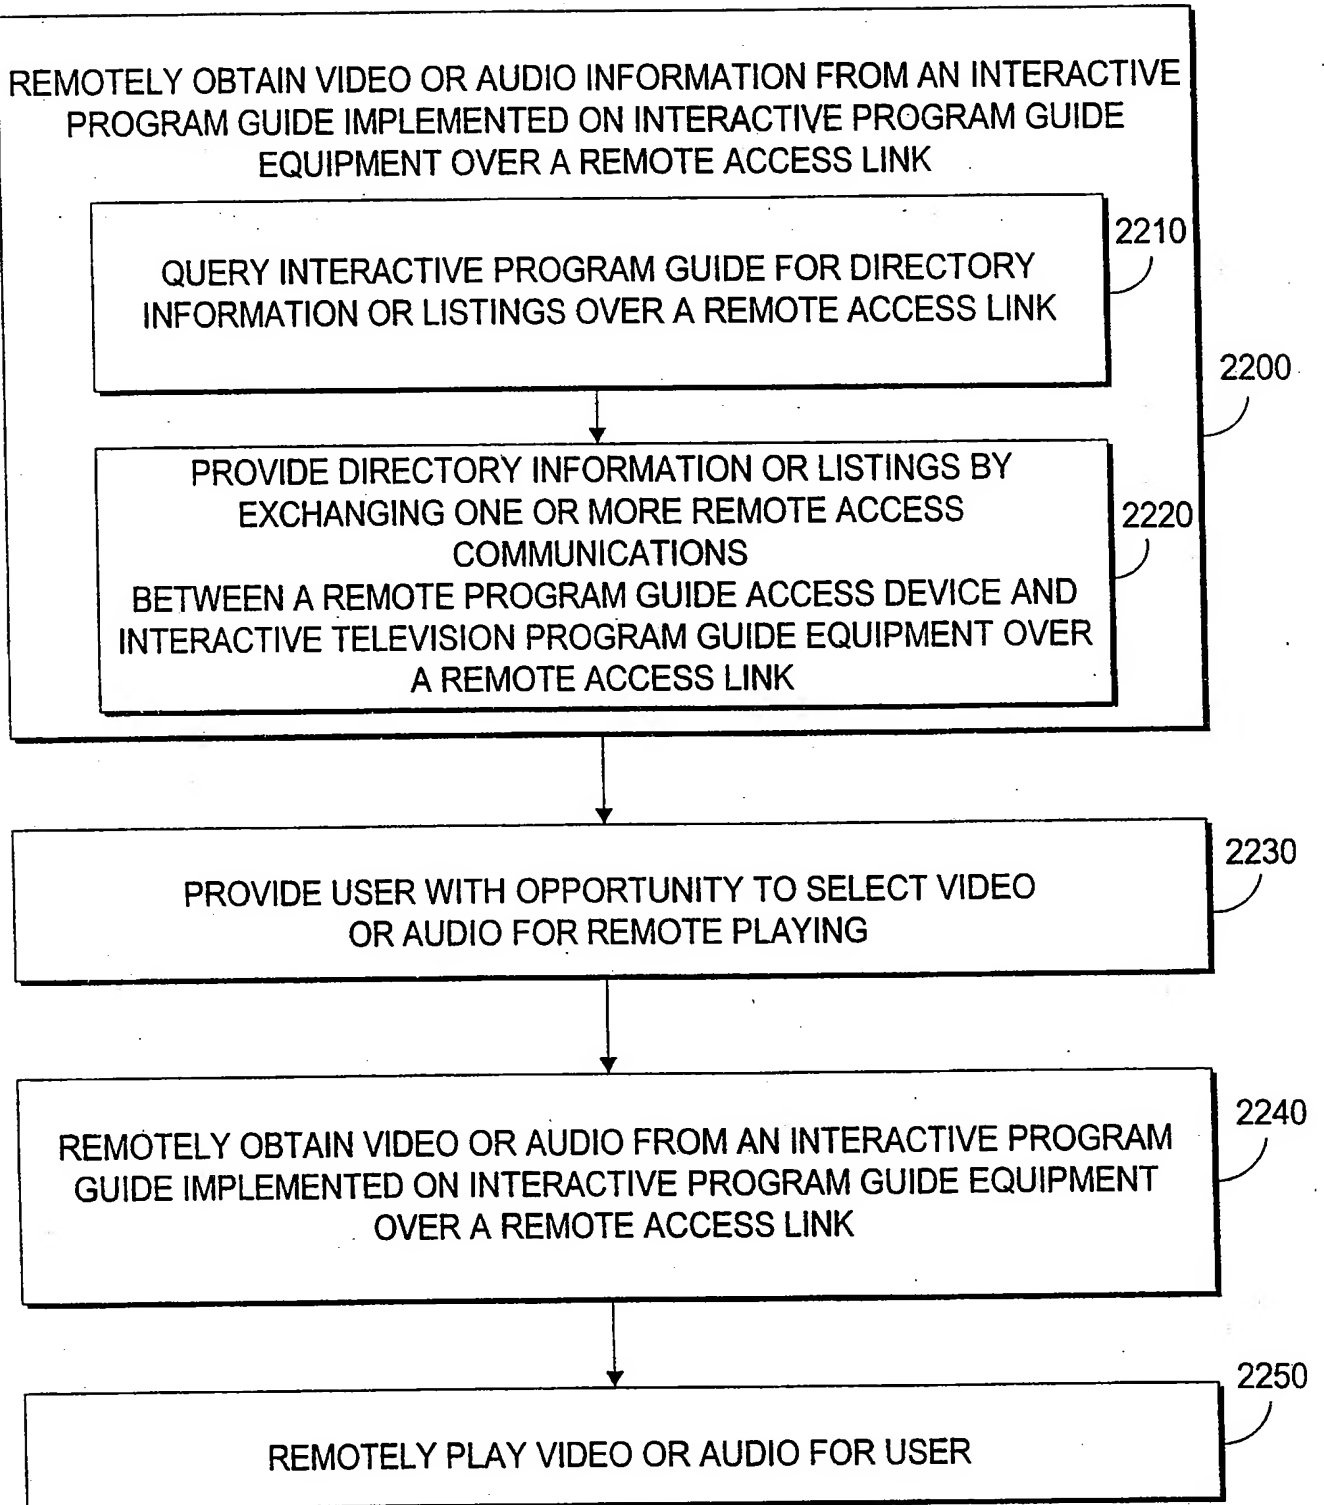 REMOTELY OBTAIN VIDEO OR AUDIO INFORMATION FROM AN INTERACTIVE
PROGRAM GUIDE IMPLEMENTED ON INTERACTIVE PROGRAM GUIDE
EQUIPMENT OVER A REMOTE ACCESS LINK
2210
QUERY INTERACTIVE PROGRAM GUIDE FOR DIRECTORY
INFORMATION OR LISTINGS OVER A REMOTE ACCESS LINK
2200
PROVIDE DIRECTORY INFORMATION OR LISTINGS BY
EXCHANGING ONE OR MORE REMOTE ACCESS
2220
COMMUNICATIONS
BETWEEN A REMOTE PROGRAM GUIDE ACCESS DEVICE AND
INTERACTIVE TELEVISION PROGRAM GUIDE EQUIPMENT OVER
A REMOTE ACCESS LINK
2230
PROVIDE USER WITH OPPORTUNITY TO SELECT VIDEO
OR AUDIO FOR REMOTE PLAYING
2240
REMOTELY OBTAIN VIDEO OR AUDIO FROM AN INTERACTIVE PROGRAM
GUIDE IMPLEMENTED ON INTERACTIVE PROGRAM GUIDE EQUIPMENT
OVER A REMOTE ACCESS LINK
2250
REMOTELY PLAY VIDEO OR AUDIO FOR USER